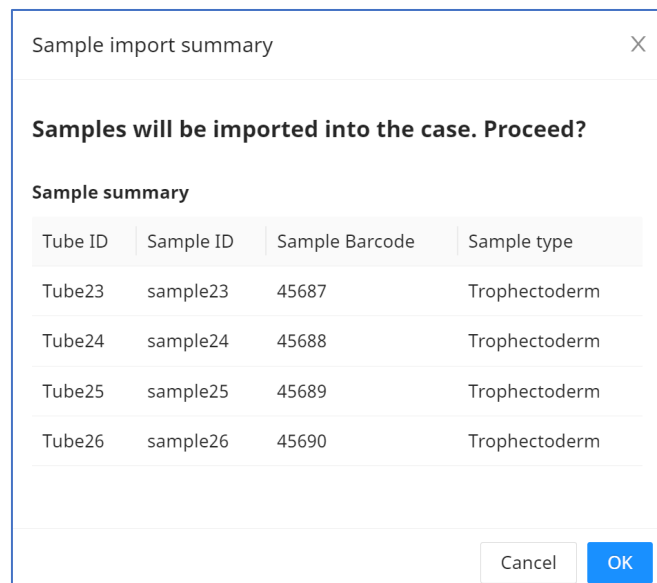 Sample import summary
Samples will be imported into the case. Proceed?
Sample summary
Tube ID Sample ID Sample Barcode Sample type
Tube23 sample23 45687 Trophectoderm
Tube24 sample24 45688 Trophectoderm
Tube25 sample25 45689 Trophectoderm
Tube26 sample26 45690 Trophectoderm
Cancel OK